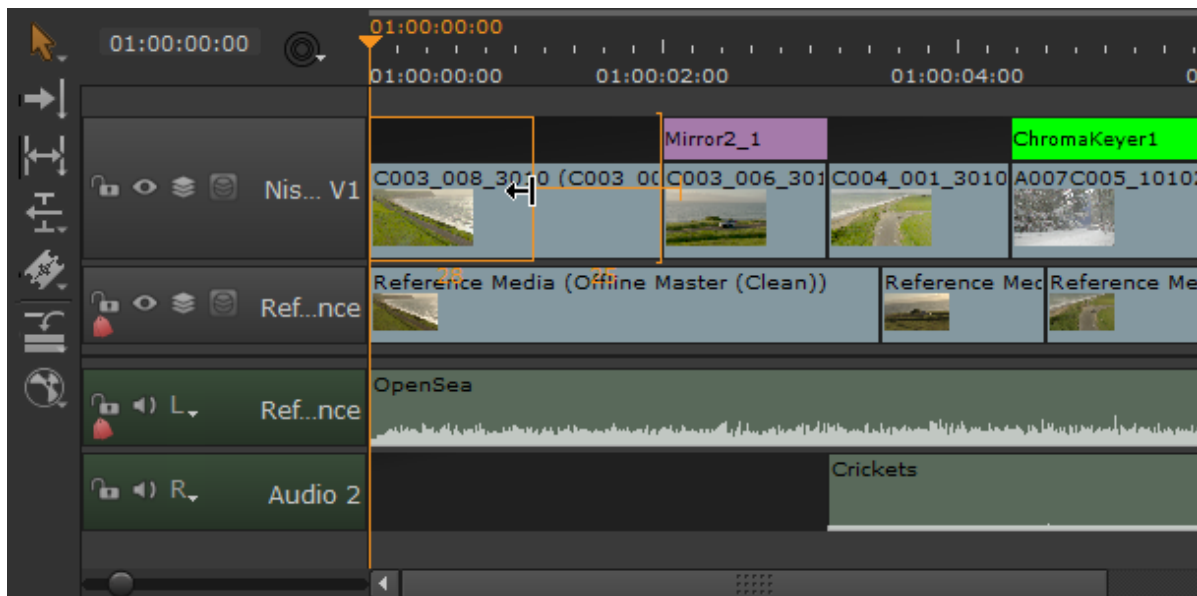 01:00:00:00
01:00:00:00
01:00:00:00 01:00:02:00 01:00:04:00 0
Mirror2_1 ChromaKeyer1
Nis... V1
C003_008_3010 (C003_00 C003_006_301 C004_001_3010 A007C005_10102
28 25
Ref...nce
Reference Media (Offline Master (Clean)) Reference Mec Reference Me
OpenSea
L Ref...nce
Crickets
R Audio 2